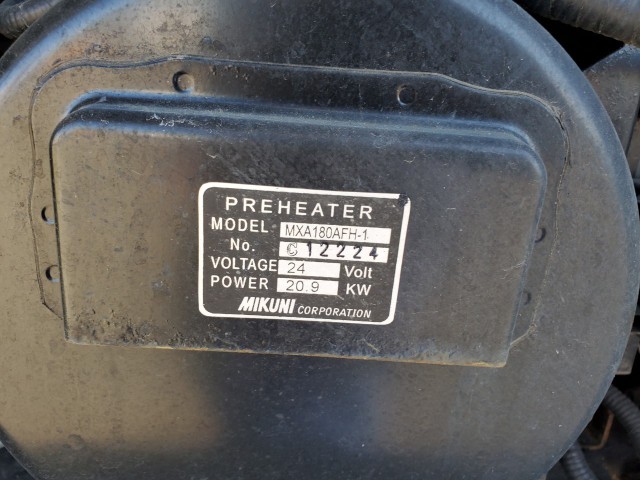 PREHEATER
MODEL MXA180AFH-1
No. C 12224
VOLTAGE 24 Volt
POWER 20.9 KW
MIKUNI CORPORATION